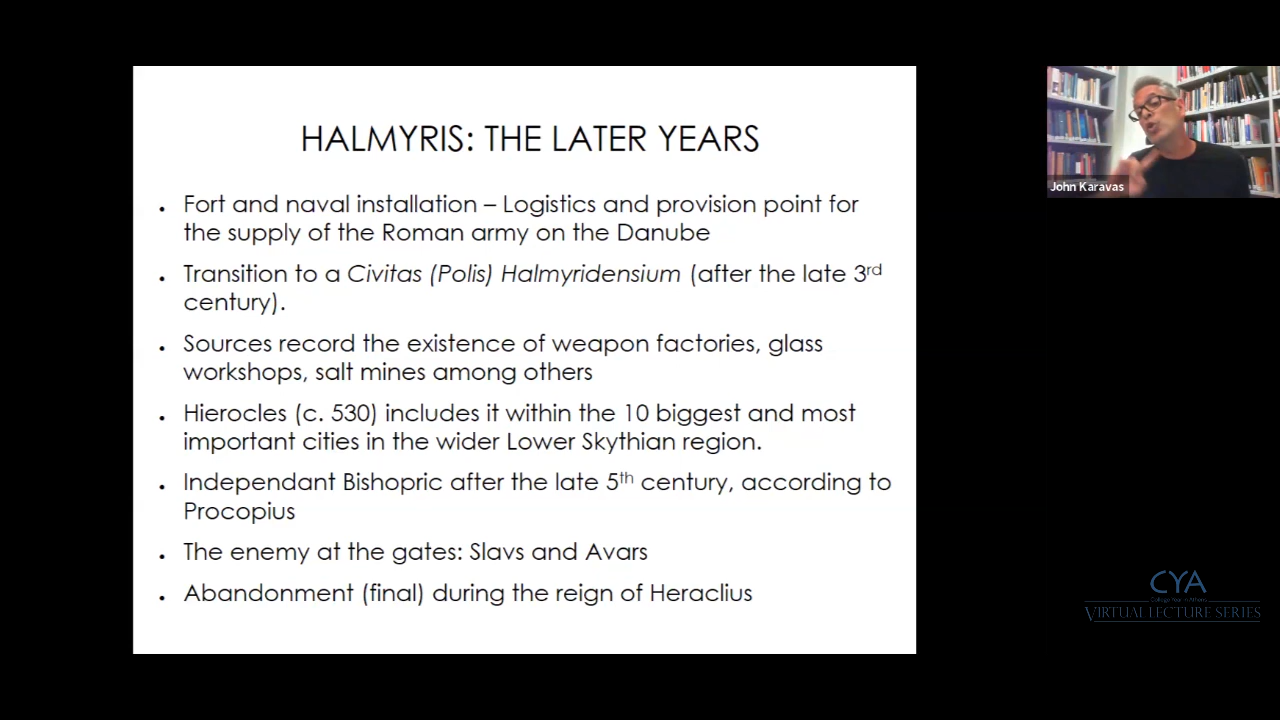 HALMYRIS: THE LATER YEARS
• Fort and naval installation – Logistics and provision point for
the supply of the Roman army on the Danube
• Transition to a Civitas (Polis) Halmyridensium (after the late 3rd
century).
• Sources record the existence of weapon factories, glass
workshops, salt mines among others
• Hierocles (c. 530) includes it within the 10 biggest and most
important cities in the wider Lower Skythian region.
• Independant Bishopric after the late 5th century, according to
Procopius
• The enemy at the gates: Slavs and Avars
• Abandonment (final) during the reign of Heraclius
John Karavas
CYA
College Year in Athens
VIRTUAL LECTURE SERIES